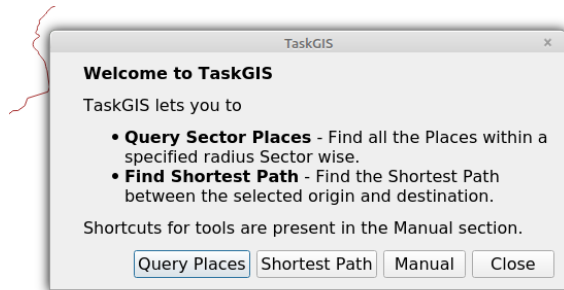 TaskGIS
×
Welcome to TaskGIS
TaskGIS lets you to
• Query Sector Places - Find all the Places within a
specified radius Sector wise.
• Find Shortest Path - Find the Shortest Path
between the selected origin and destination.
Shortcuts for tools are present in the Manual section.
Query Places Shortest Path Manual Close